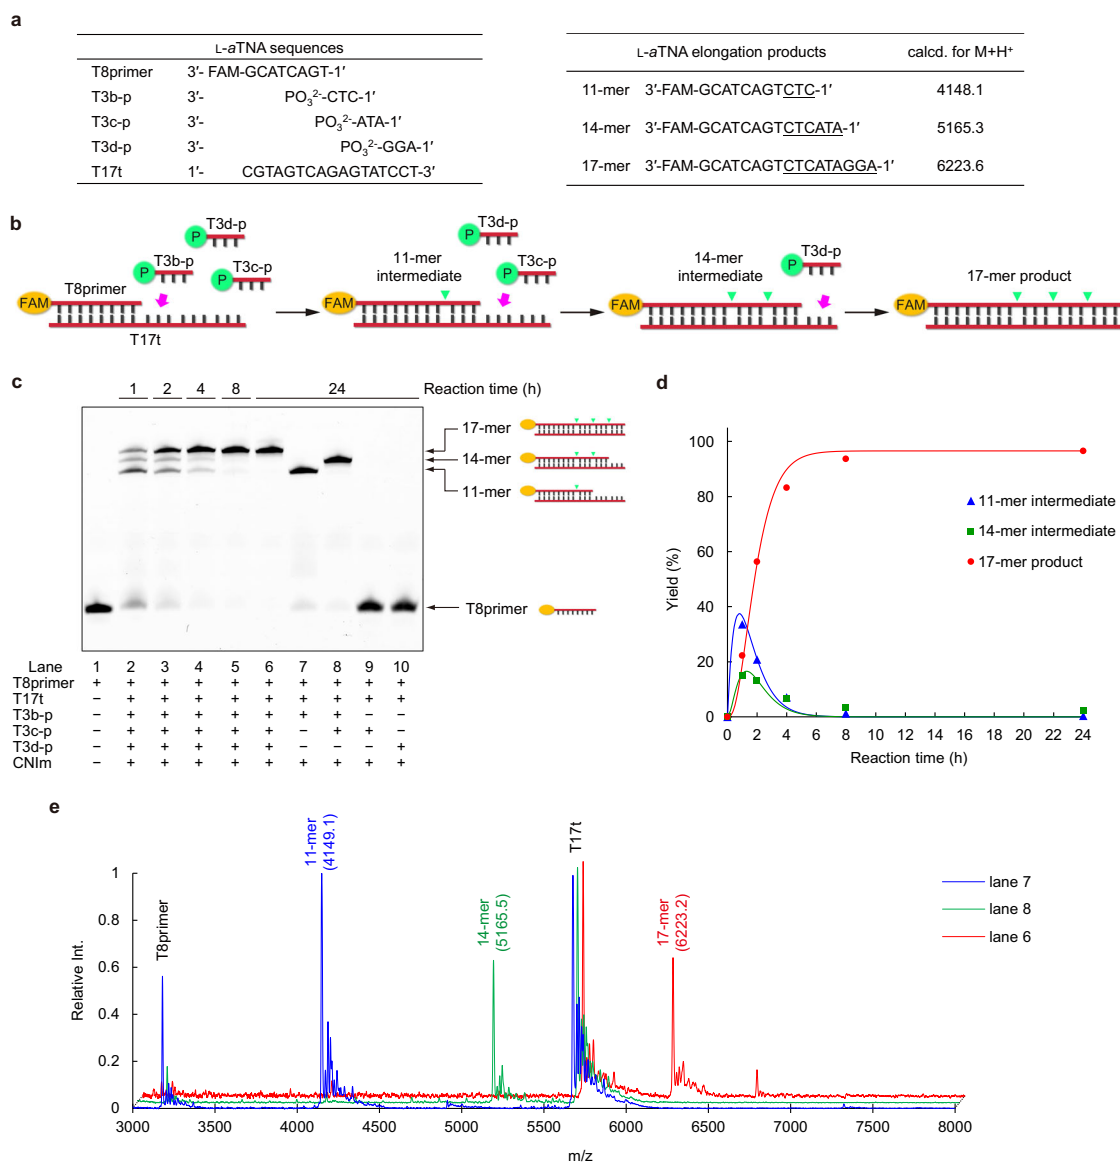 a
L-aTNA sequences
T8primer 3′- FAM-GCATCAGT-1′
T3b-p 3′- PO₃²⁻-CTC-1′
T3c-p 3′- PO₃²⁻-ATA-1′
T3d-p 3′- PO₃²⁻-GGA-1′
T17t 1′- CGTAGTCAGAGTATCCT-3′
L-aTNA elongation products calcd. for M+H⁺
11-mer 3′-FAM-GCATCAGTCTC-1′ 4148.1
14-mer 3′-FAM-GCATCAGTCTCATA-1′ 5165.3
17-mer 3′-FAM-GCATCAGTCTCATAGGA-1′ 6223.6
b
P T3d-p
P T3b-p
P T3c-p
T8primer
FAM
T17t
P T3d-p
P T3c-p
11-mer
intermediate
FAM
P T3d-p
14-mer
intermediate
FAM
17-mer product
FAM
c
1 2 4 8 24 Reaction time (h)
17-mer
14-mer
11-mer
T8primer
Lane 1 2 3 4 5 6 7 8 9 10
T8primer + + + + + + + + + +
T17t − + + + + + + + + +
T3b-p − + + + + + + + − −
T3c-p − + + + + + − + + −
T3d-p − + + + + + − − − +
CNIm − + + + + + + + + +
d
100
80
60
40
20
0
Yield (%)
11-mer intermediate
14-mer intermediate
17-mer product
0 2 4 6 8 10 12 14 16 18 20 22 24
Reaction time (h)
e
T8primer
11-mer
(4149.1)
14-mer
(5165.5)
T17t
17-mer
(6223.2)
lane 7
lane 8
lane 6
1
0.8
0.6
0.4
0.2
0
Relative Int.
3000 3500 4000 4500 5000 5500 6000 6500 7000 7500 8000
m/z